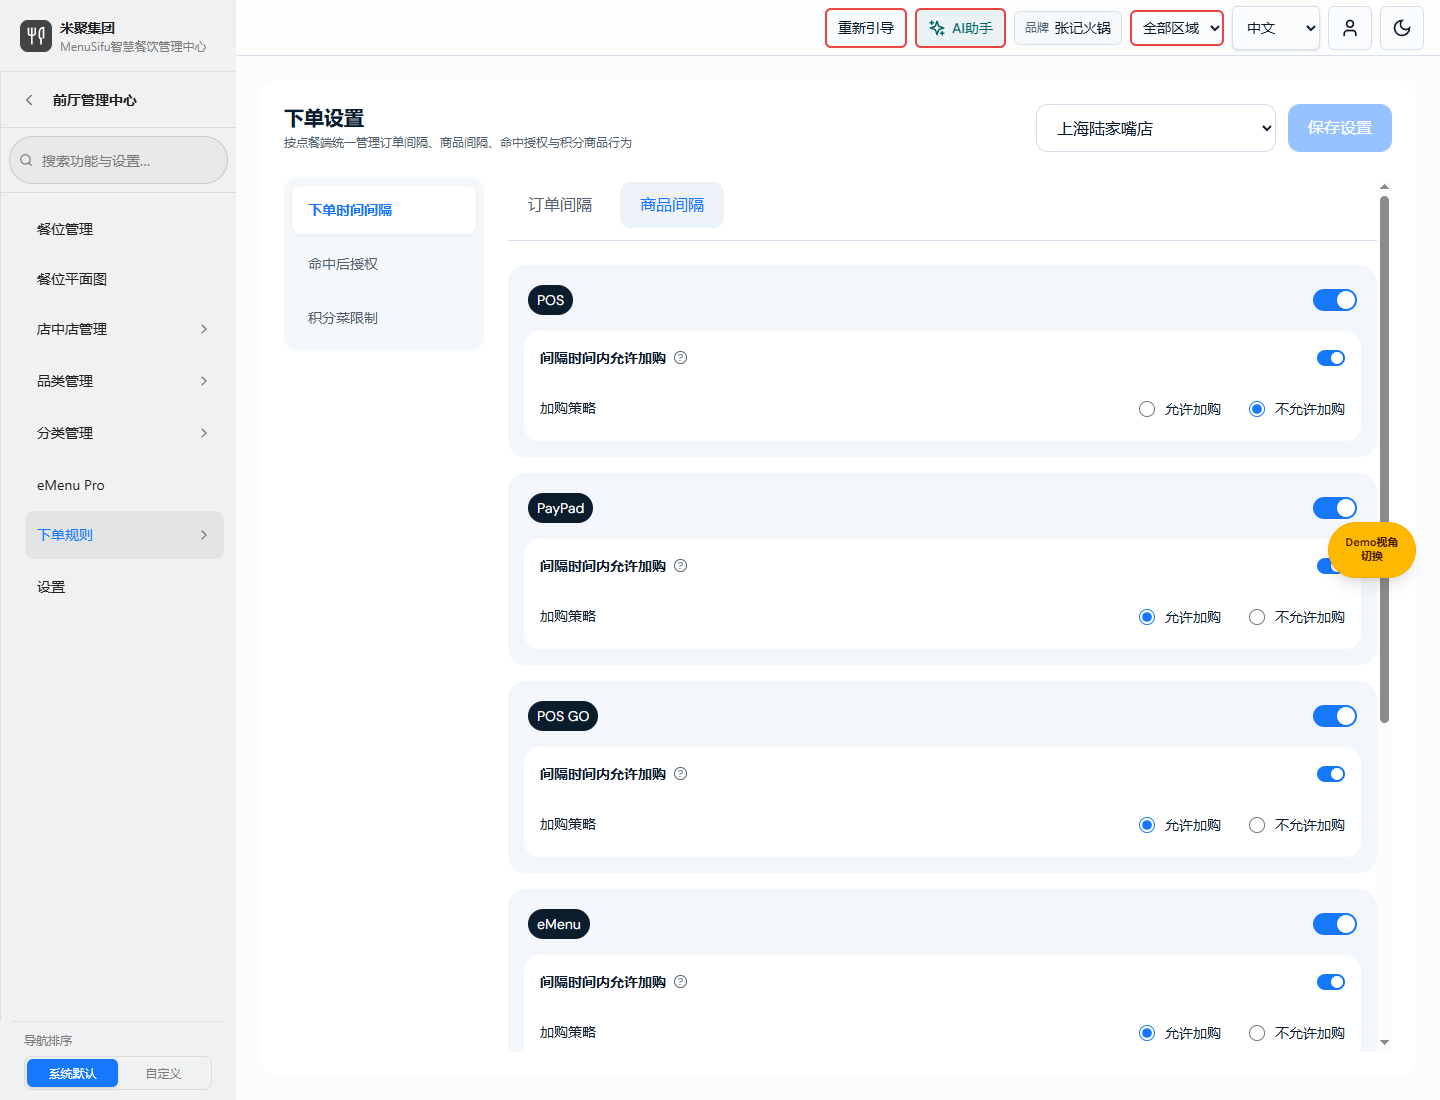 米聚集团
MenuSifu智慧餐饮管理中心
前厅管理中心
搜索功能与设置...
餐位管理
餐位平面图
店中店管理
品类管理
分类管理
eMenu Pro
下单规则
设置
导航排序
系统默认
自定义
重新引导
AI助手
品牌 张记火锅
全部区域
中文
下单设置
按点餐端统一管理订单间隔、商品间隔、命中授权与积分商品行为
上海陆家嘴店
保存设置
下单时间间隔
命中后授权
积分菜限制
订单间隔
商品间隔
POS
间隔时间内允许加购 ?
加购策略
允许加购
不允许加购
PayPad
间隔时间内允许加购 ?
加购策略
允许加购
不允许加购
Demo视角
切换
POS GO
间隔时间内允许加购 ?
加购策略
允许加购
不允许加购
eMenu
间隔时间内允许加购 ?
加购策略
允许加购
不允许加购